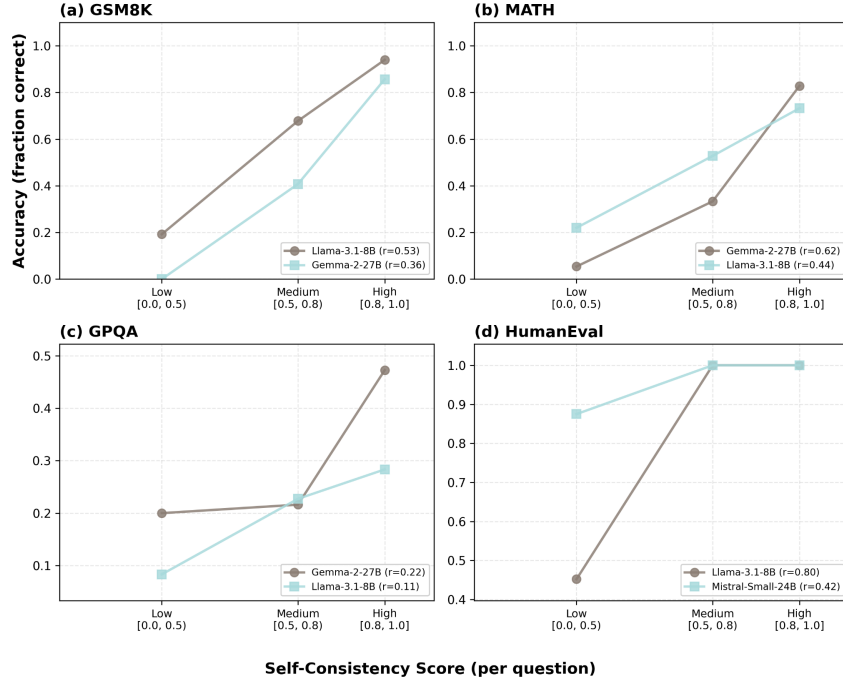 (a) GSM8K
1.0
0.8
0.6
0.4
0.2
0.0
Accuracy (fraction correct)
Llama-3.1-8B (r=0.53)
Gemma-2-27B (r=0.36)
Low
[0.0, 0.5)
Medium
[0.5, 0.8)
High
[0.8, 1.0]
(b) MATH
1.0
0.8
0.6
0.4
0.2
0.0
Gemma-2-27B (r=0.62)
Llama-3.1-8B (r=0.44)
Low
[0.0, 0.5)
Medium
[0.5, 0.8)
High
[0.8, 1.0]
(c) GPQA
0.5
0.4
0.3
0.2
0.1
Gemma-2-27B (r=0.22)
Llama-3.1-8B (r=0.11)
Low
[0.0, 0.5)
Medium
[0.5, 0.8)
High
[0.8, 1.0]
(d) HumanEval
1.0
0.9
0.8
0.7
0.6
0.5
0.4
Llama-3.1-8B (r=0.80)
Mistral-Small-24B (r=0.42)
Low
[0.0, 0.5)
Medium
[0.5, 0.8)
High
[0.8, 1.0]
Self-Consistency Score (per question)